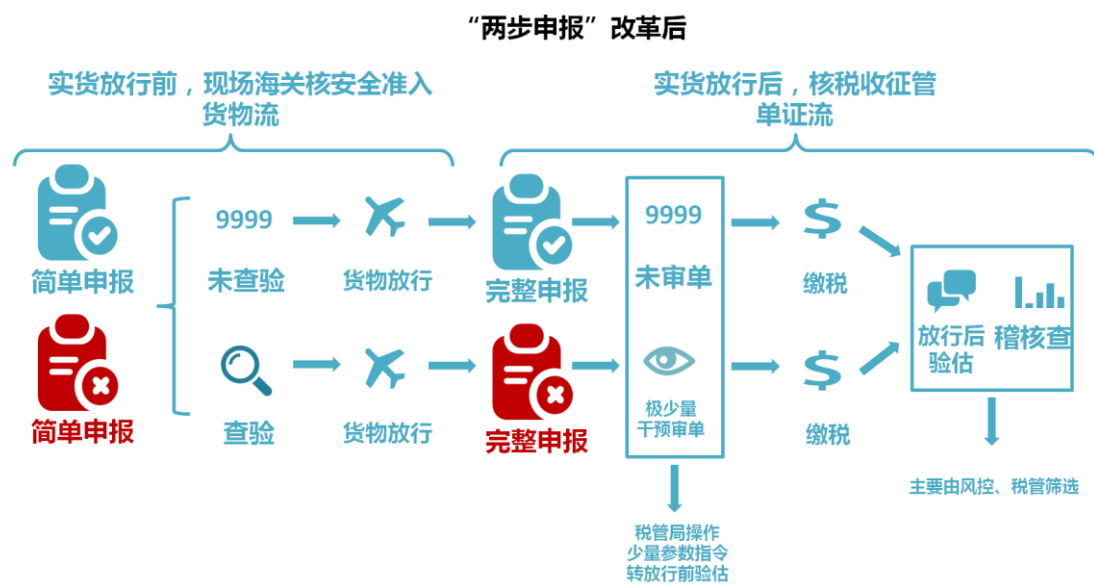 “两步申报”改革后
实货放行前，现场海关核安全准入
货物流
实货放行后，核税收征管
单证流
简单申报
9999
未查验
货物放行
完整申报
9999
未审单
$
缴税
简单申报
查验
货物放行
完整申报
极少量
干预审单
$
缴税
放行后
验估
稽核查
主要由风控、税管筛选
税管局操作
少量参数指令
转放行前验估